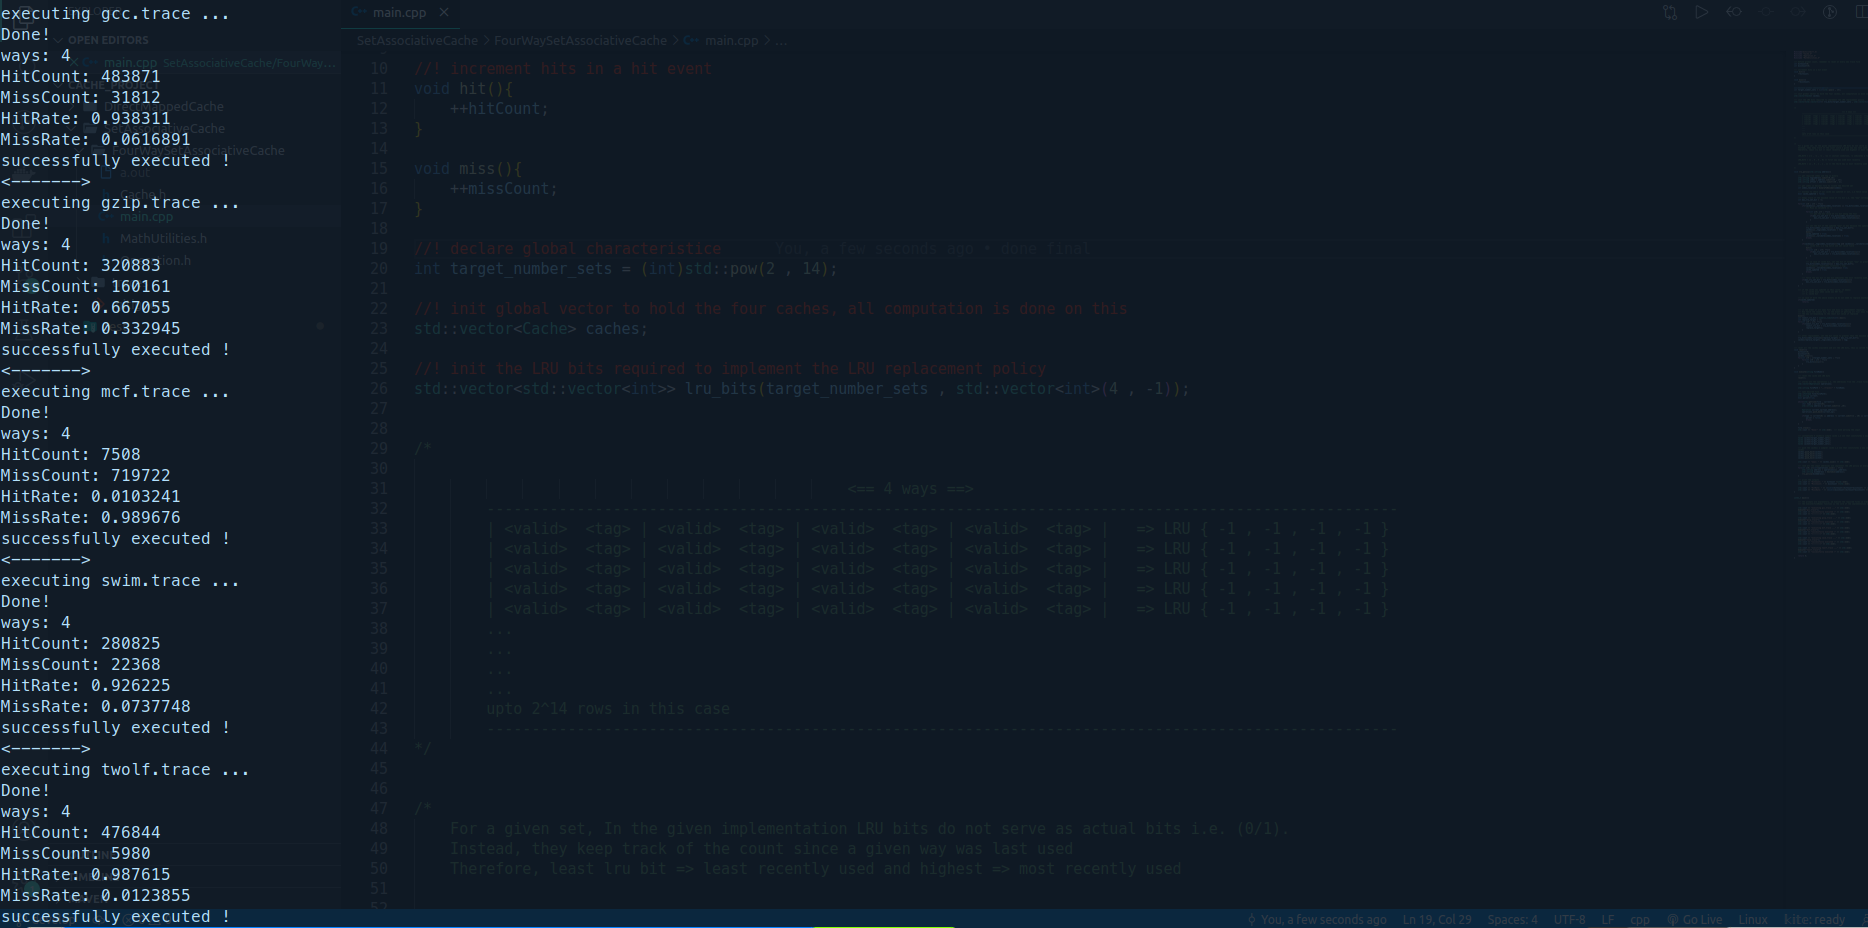 executing gcc.trace ...
Done!
ways: 4
HitCount: 483871
MissCount: 31812
HitRate: 0.938311
MissRate: 0.0616891
successfully executed !
<------->
executing gzip.trace ...
Done!
ways: 4
HitCount: 320883
MissCount: 160161
HitRate: 0.667055
MissRate: 0.332945
successfully executed !
<------->
executing mcf.trace ...
Done!
ways: 4
HitCount: 7508
MissCount: 719722
HitRate: 0.0103241
MissRate: 0.989676
successfully executed !
<------->
executing swim.trace ...
Done!
ways: 4
HitCount: 280825
MissCount: 22368
HitRate: 0.926225
MissRate: 0.0737748
successfully executed !
<------->
executing twolf.trace ...
Done!
ways: 4
HitCount: 476844
MissCount: 5980
HitRate: 0.987615
MissRate: 0.0123855
successfully executed !
OPEN EDITORS
main.cpp SetAssociativeCache/FourWay...
CACHE_PROJECT
DirectMappedCache
SetAssociativeCache
FourWaySetAssociativeCache
a.out
Cache.h
main.cpp
MathUtilities.h
main.cpp
SetAssociativeCache > FourWaySetAssociativeCache > main.cpp > ...
10 //! increment hits in a hit event
11 void hit(){
12     ++hitCount;
13 }
14
15 void miss(){
16     ++missCount;
17 }
18
19 //! declare global characteristice You, a few seconds ago • done final
20 int target_number_sets = (int)std::pow(2 , 14);
21
22 //! init global vector to hold the four caches, all computation is done on this
23 std::vector<Cache> caches;
24
25 //! init the LRU bits required to implement the LRU replacement policy
26 std::vector<std::vector<int>> lru_bits(target_number_sets , std::vector<int>(4 , -1));
27
28
29 /*
30
31 <== 4 ways ==>
32 -----------------------------------------------------------------------------------------------------
33 | <valid>  <tag> | <valid>  <tag> | <valid>  <tag> | <valid>  <tag> |   => LRU { -1 , -1 , -1 , -1 }
34 | <valid>  <tag> | <valid>  <tag> | <valid>  <tag> | <valid>  <tag> |   => LRU { -1 , -1 , -1 , -1 }
35 | <valid>  <tag> | <valid>  <tag> | <valid>  <tag> | <valid>  <tag> |   => LRU { -1 , -1 , -1 , -1 }
36 | <valid>  <tag> | <valid>  <tag> | <valid>  <tag> | <valid>  <tag> |   => LRU { -1 , -1 , -1 , -1 }
37 | <valid>  <tag> | <valid>  <tag> | <valid>  <tag> | <valid>  <tag> |   => LRU { -1 , -1 , -1 , -1 }
38 ...
39 ...
40 ...
41 ...
42 upto 2^14 rows in this case
43 -----------------------------------------------------------------------------------------------------
44 */
45
46
47 /*
48 For a given set, In the given implementation LRU bits do not serve as actual bits i.e. (0/1).
49 Instead, they keep track of the count since a given way was last used
50 Therefore, least lru bit => least recently used and highest => most recently used
51
52
You, a few seconds ago Ln 19, Col 29 Spaces: 4 UTF-8 LF cpp Go Live Linux kite: ready